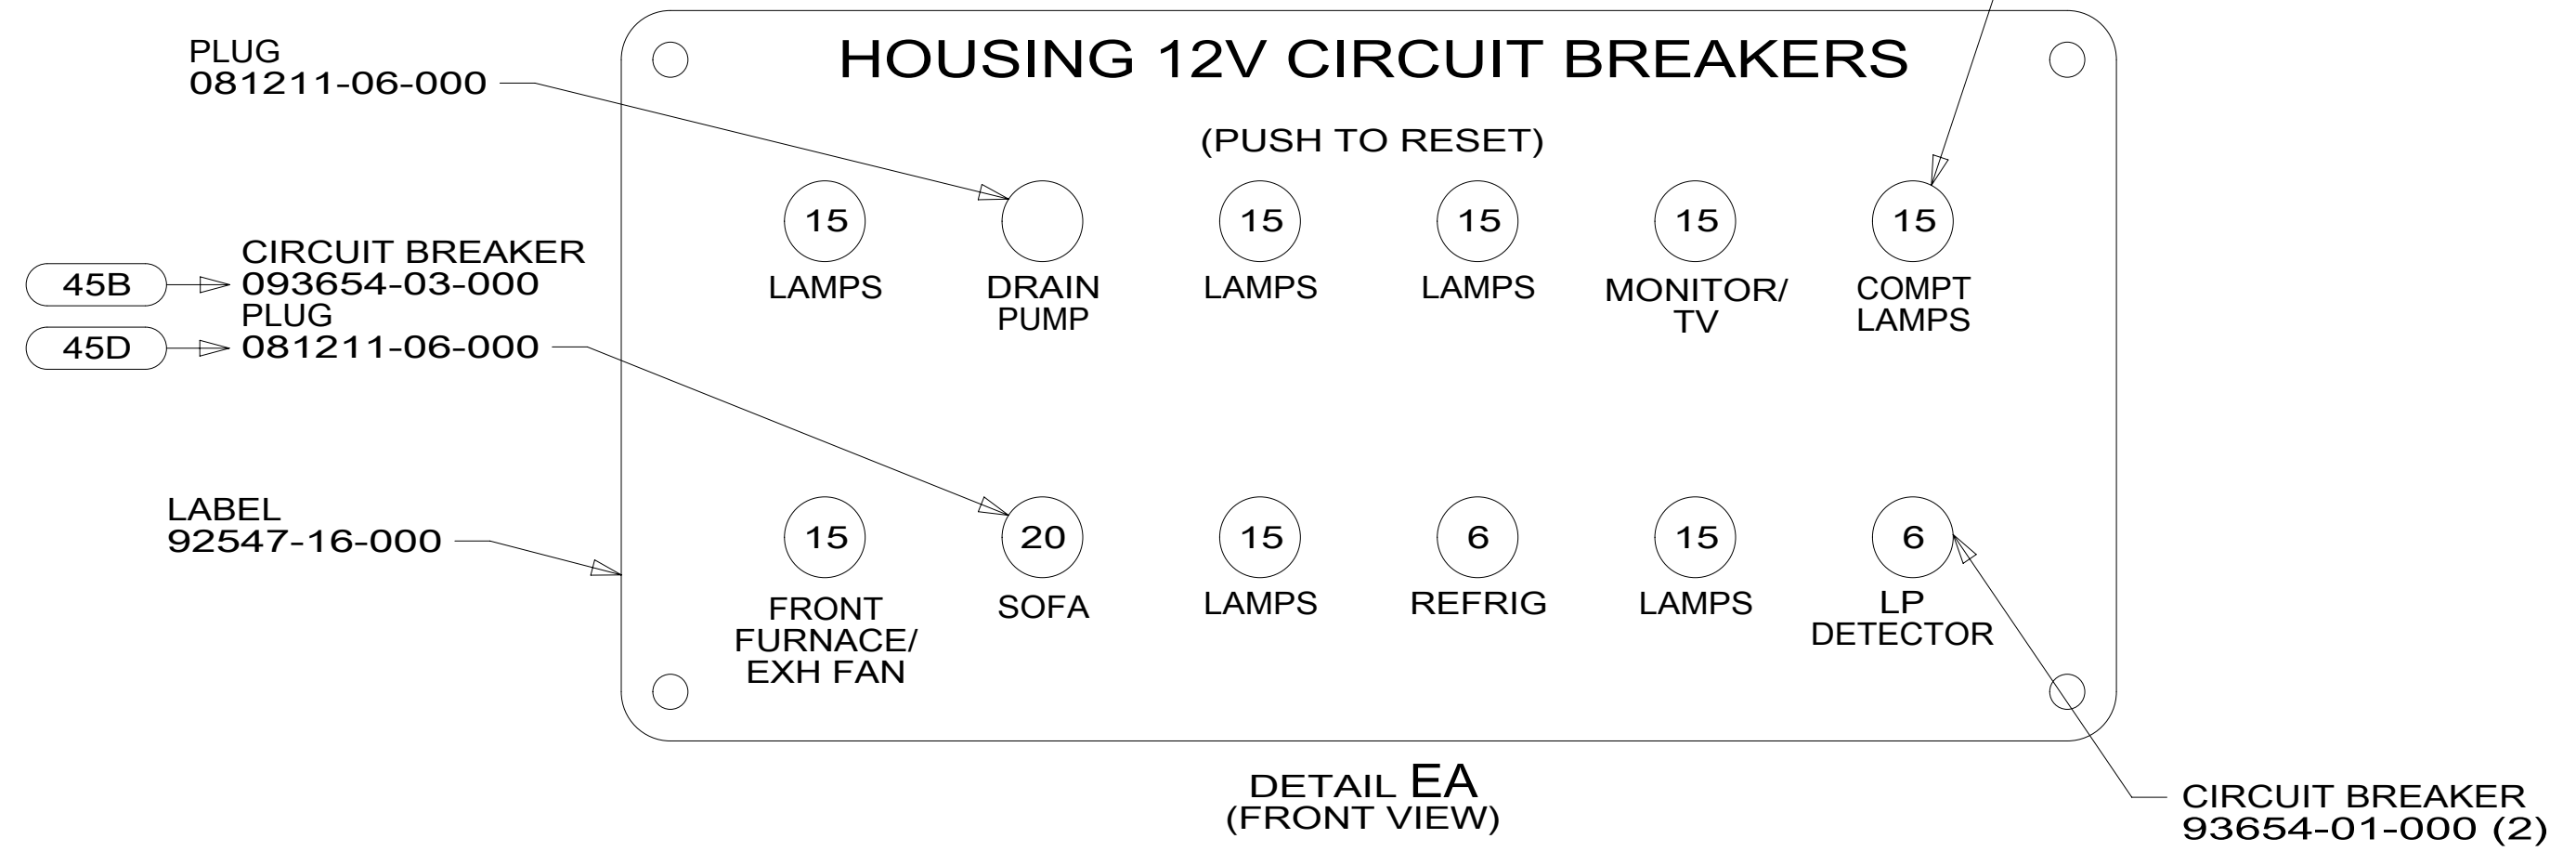 PLUG
081211-06-000
HOUSING 12V CIRCUIT BREAKERS
(PUSH TO RESET)
15
15
15
15
15
LAMPS
DRAIN
PUMP
LAMPS
LAMPS
MONITOR/
TV
COMPT
LAMPS
45B
CIRCUIT BREAKER
093654-03-000
45D
PLUG
081211-06-000
LABEL
92547-16-000
15
20
15
6
15
6
FRONT
FURNACE/
EXH FAN
SOFA
LAMPS
REFRIG
LAMPS
LP
DETECTOR
DETAIL EA
(FRONT VIEW)
CIRCUIT BREAKER
93654-01-000 (2)